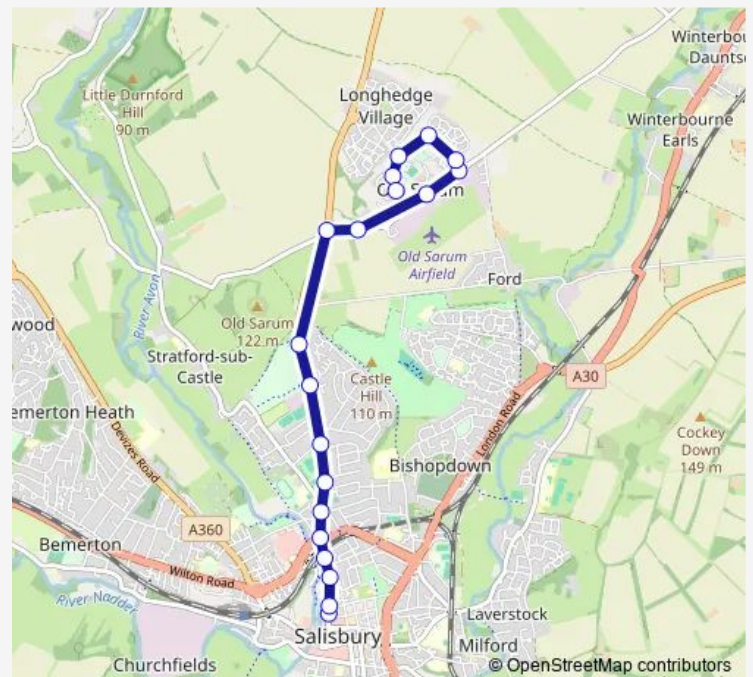 Winterbou
Daunts
Little Durnford
Hill
90 m
Longhedge
Village
Winterbourne
Earls
Old Sarum
Airfield
River Avon
Ford
Old Sarum
122 m
wood
Stratford-sub-
Castle
Castle
Hill
110 m
A30
emerton Heath
Devizes Road
London Road
Cockey
Down
149 m
Bishopdown
A360
Bemerton
Wilton Road
River Nadder
Laverstock
Salisbury
Milford
Churchfields
© OpenStreetMap contributors